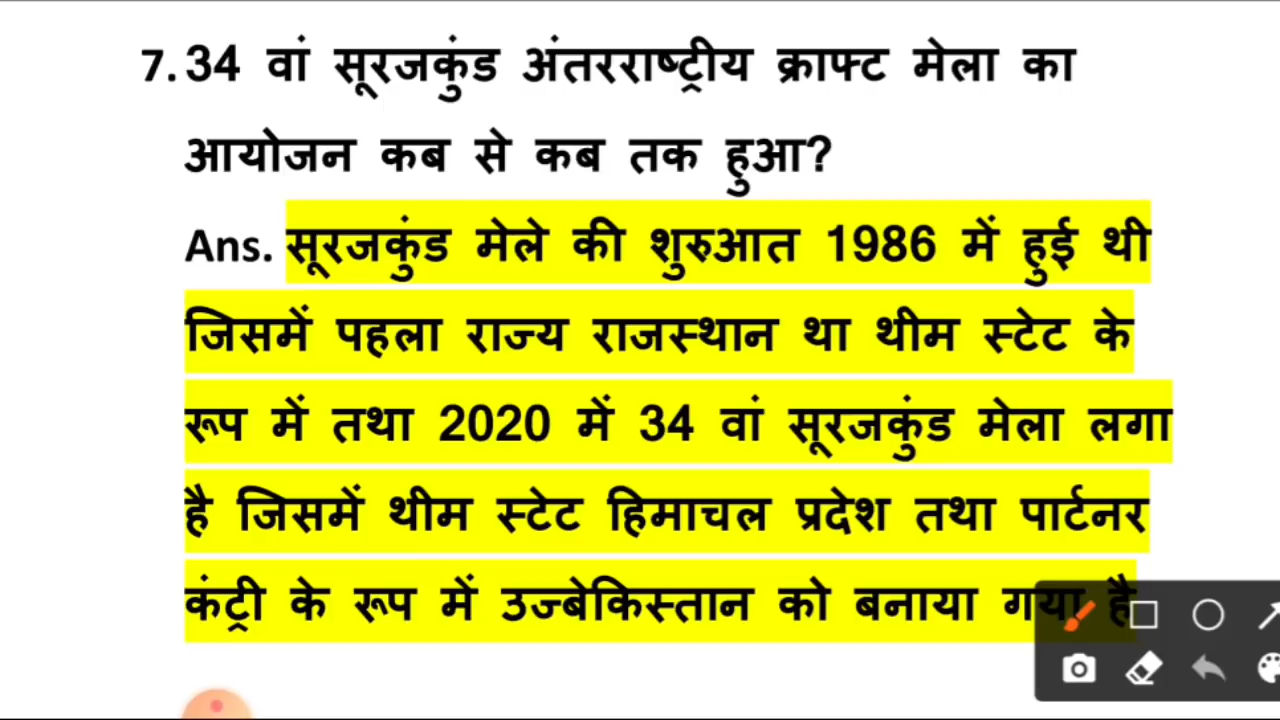 7. 34 वां सूरजकुंड अंतरराष्ट्रीय क्राफ्ट मेला का
आयोजन कब से कब तक हुआ?
Ans. सूरजकुंड मेले की शुरुआत 1986 में हुई थी
जिसमें पहला राज्य राजस्थान था थीम स्टेट के
रूप में तथा 2020 में 34 वां सूरजकुंड मेला लगा
है जिसमें थीम स्टेट हिमाचल प्रदेश तथा पार्टनर
कंट्री के रूप में उज्बेकिस्तान को बनाया गया है